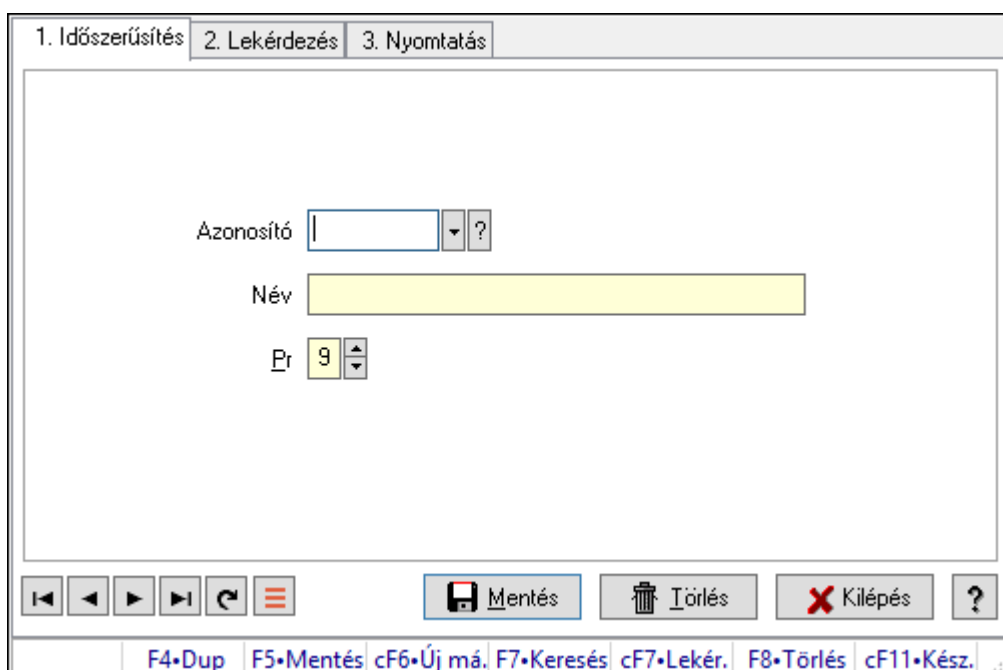 1. Időszerűsítés 2. Lekérdezés 3. Nyomtatás
Azonosító ?
Név
Pr 9
Mentés Törlés Kilépés ?
F4•Dup F5•Mentés cF6•Új má. F7•Keresés cF7•Lekér. F8•Törlés cF11•Kész.